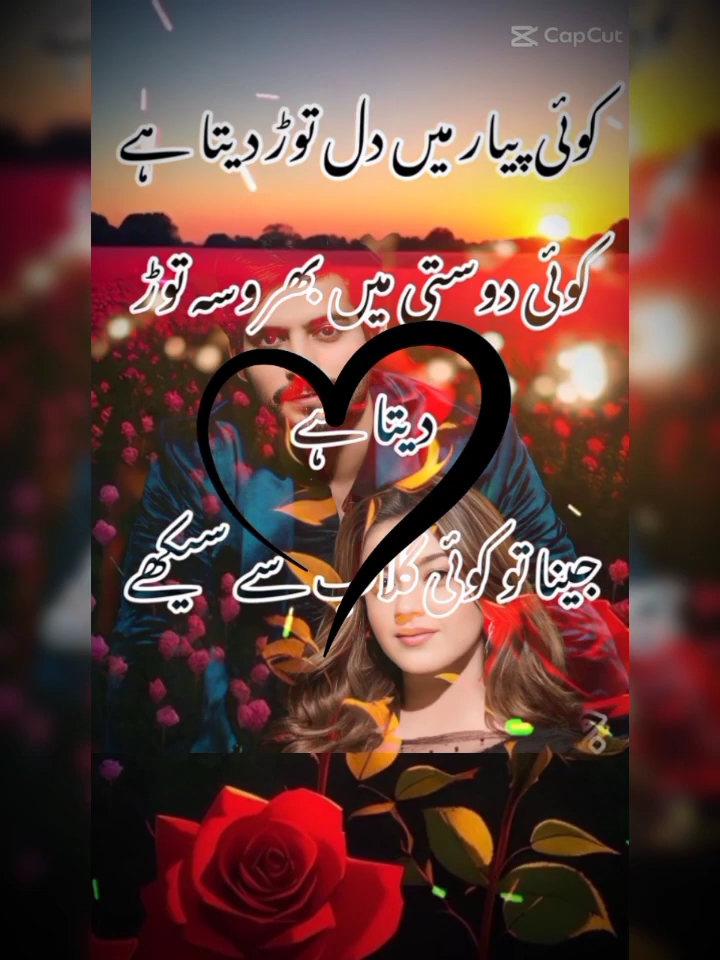 CapCut
کوئی پیار میں دل توڑ دیتا ہے
کوئی دوستی میں بھروسہ توڑ
دیتا ہے
جینا تو کوئی گلاب سے سیکھے